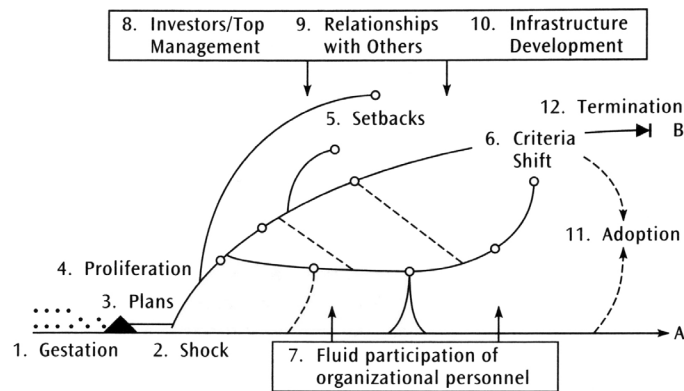 8. Investors/Top Management
9. Relationships with Others
10. Infrastructure Development
12. Termination
B
5. Setbacks
6. Criteria Shift
11. Adoption
4. Proliferation
3. Plans
A
1. Gestation
2. Shock
7. Fluid participation of
organizational personnel